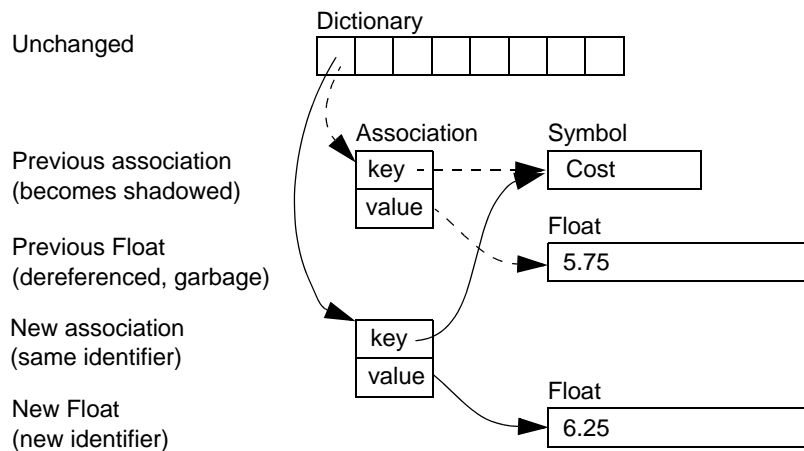 Dictionary
Unchanged
Association
Symbol
Previous association
(becomes shadowed)
key
Cost
value
Float
Previous Float
(dereferenced, garbage)
5.75
New association
(same identifier)
key
value
Float
New Float
(new identifier)
6.25